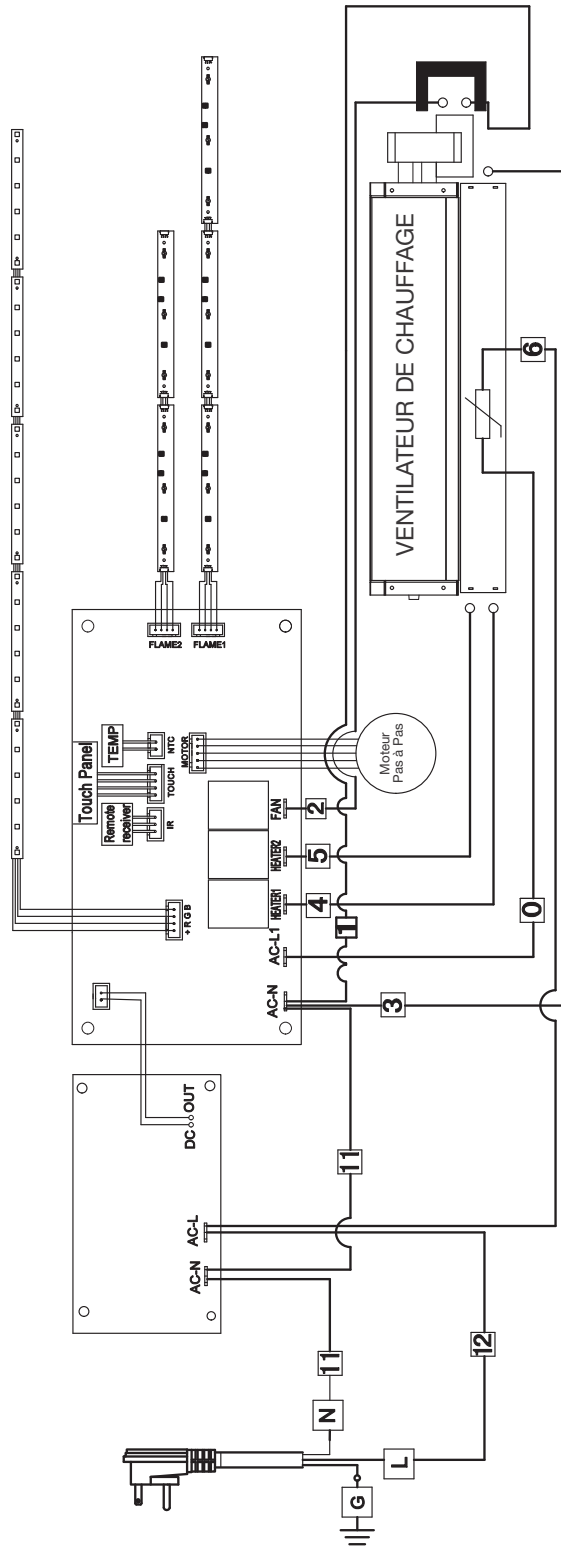 Touch Panel
TEMP
Remote
receiver
NTC
TOUCH
IR
MOTOR
FLAME2
FLAME1
+ R G B
DC OUT
FAN
HEATER2
HEATER1
AC-L1
AC-N
AC-L
AC-N
Moteur
Pas à Pas
VENTILATEUR DE CHAUFFAGE
N
11
11
1
2
5
4
3
0
6
G
L
12